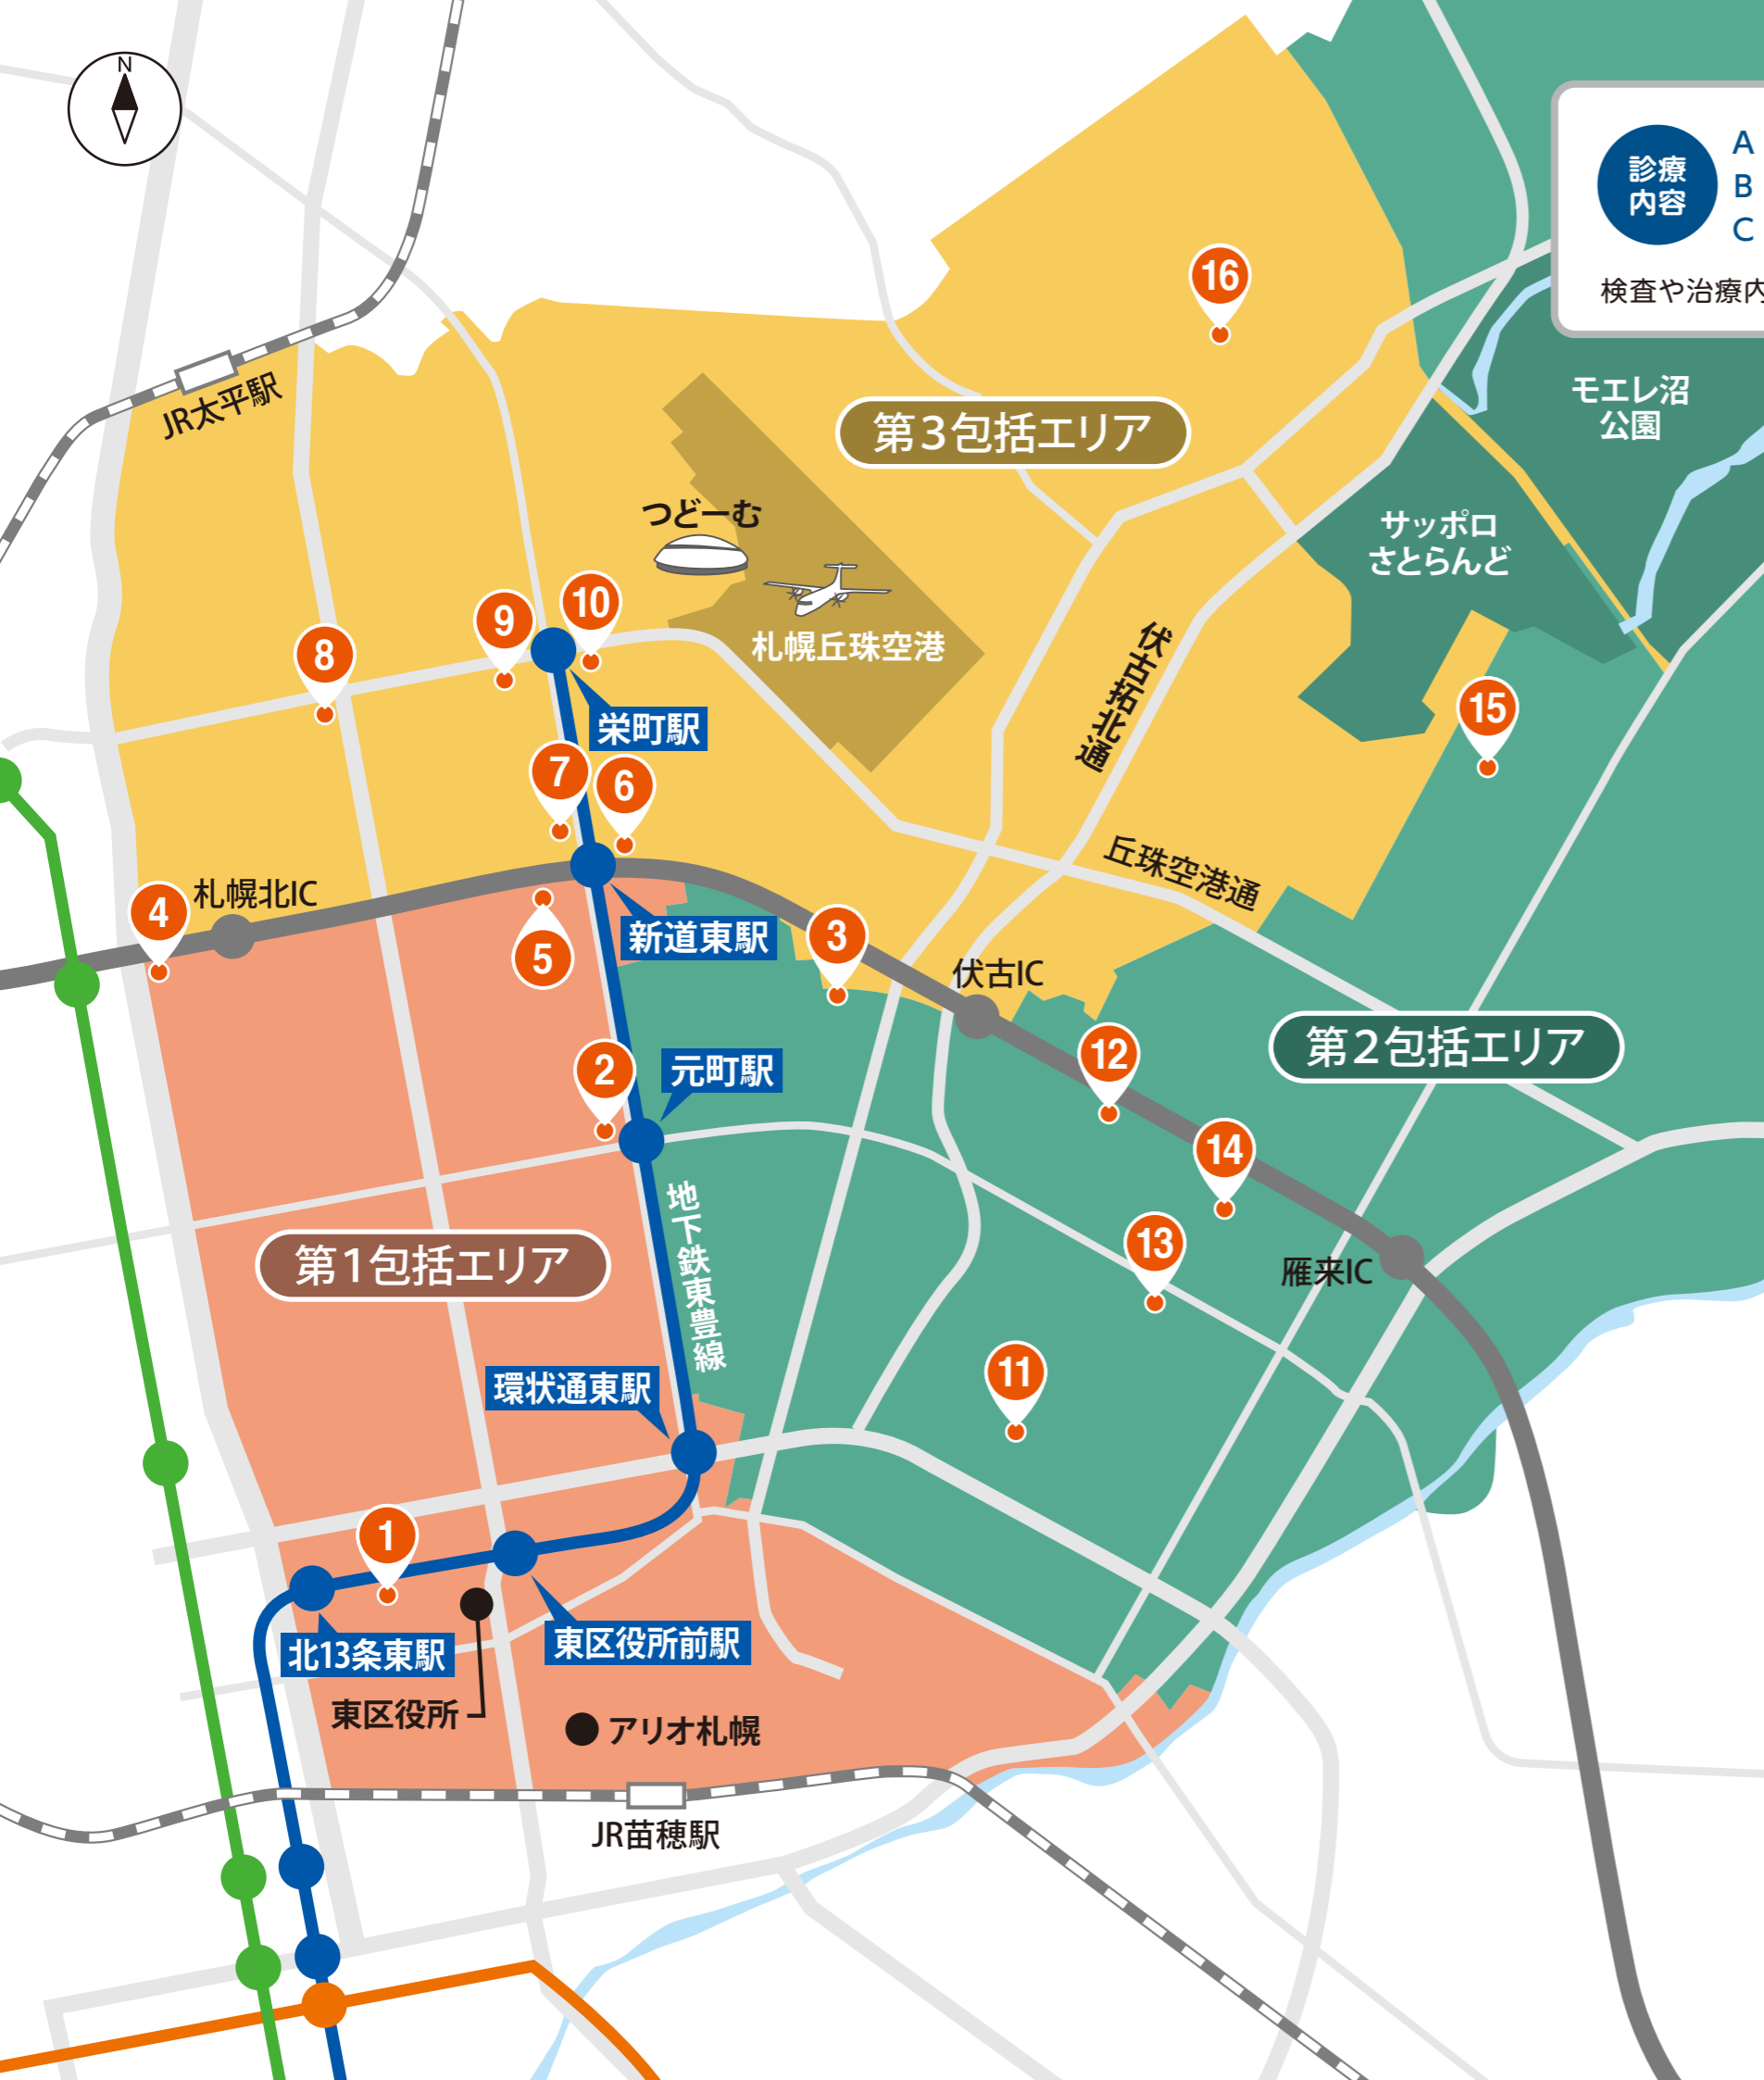 N
診療
内容
A
B
C
検査や治療内
16
モエレ沼
公園
JR太平駅
第3包括エリア
つどーむ
サッポロ
さとらんど
10
9
8
札幌丘珠空港
伏古拓北通
15
栄町駅
7
6
丘珠空港通
札幌北IC
4
新道東駅
3
5
伏古IC
第2包括エリア
12
2
元町駅
14
地下鉄東豊線
13
第1包括エリア
雁来IC
環状通東駅
11
1
東区役所前駅
北13条東駅
東区役所
アリオ札幌
JR苗穂駅